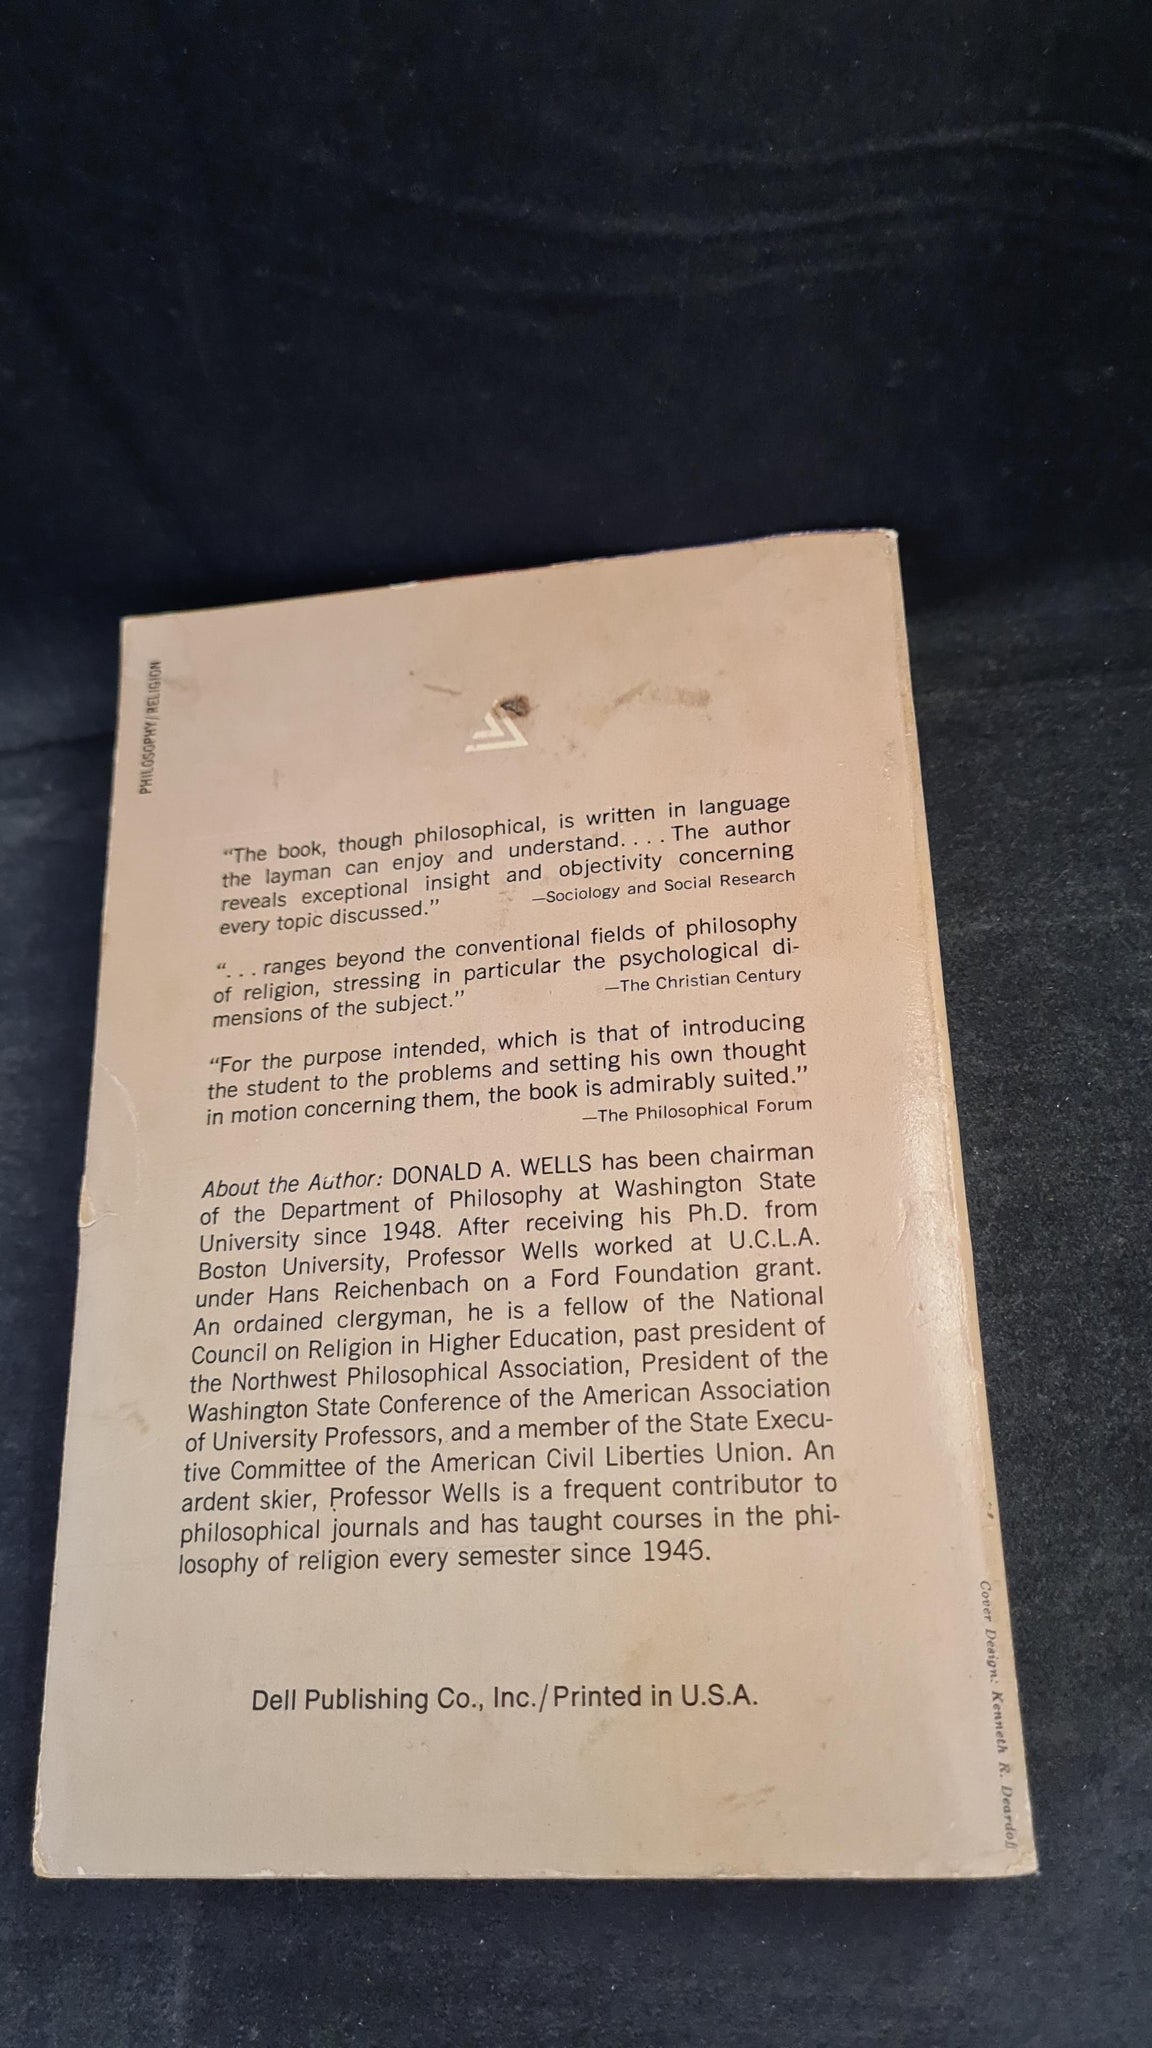 PHILOSOPHY/RELIGION
“The book, though philosophical, is written in language
the layman can enjoy and understand. . . . The author
reveals exceptional insight and objectivity concerning
every topic discussed.” —Sociology and Social Research
“. . . ranges beyond the conventional fields of philosophy
of religion, stressing in particular the psychological di-
mensions of the subject.” —The Christian Century
“For the purpose intended, which is that of introducing
the student to the problems and setting his own thought
in motion concerning them, the book is admirably suited.”
—The Philosophical Forum
About the Author: DONALD A. WELLS has been chairman
of the Department of Philosophy at Washington State
University since 1948. After receiving his Ph.D. from
Boston University, Professor Wells worked at U.C.L.A.
under Hans Reichenbach on a Ford Foundation grant.
An ordained clergyman, he is a fellow of the National
Council on Religion in Higher Education, past president of
the Northwest Philosophical Association, President of the
Washington State Conference of the American Association
of University Professors, and a member of the State Execu-
tive Committee of the American Civil Liberties Union. An
ardent skier, Professor Wells is a frequent contributor to
philosophical journals and has taught courses in the phi-
losophy of religion every semester since 1946.
Dell Publishing Co., Inc./Printed in U.S.A.
Cover Design: Kenneth R. Deardoff